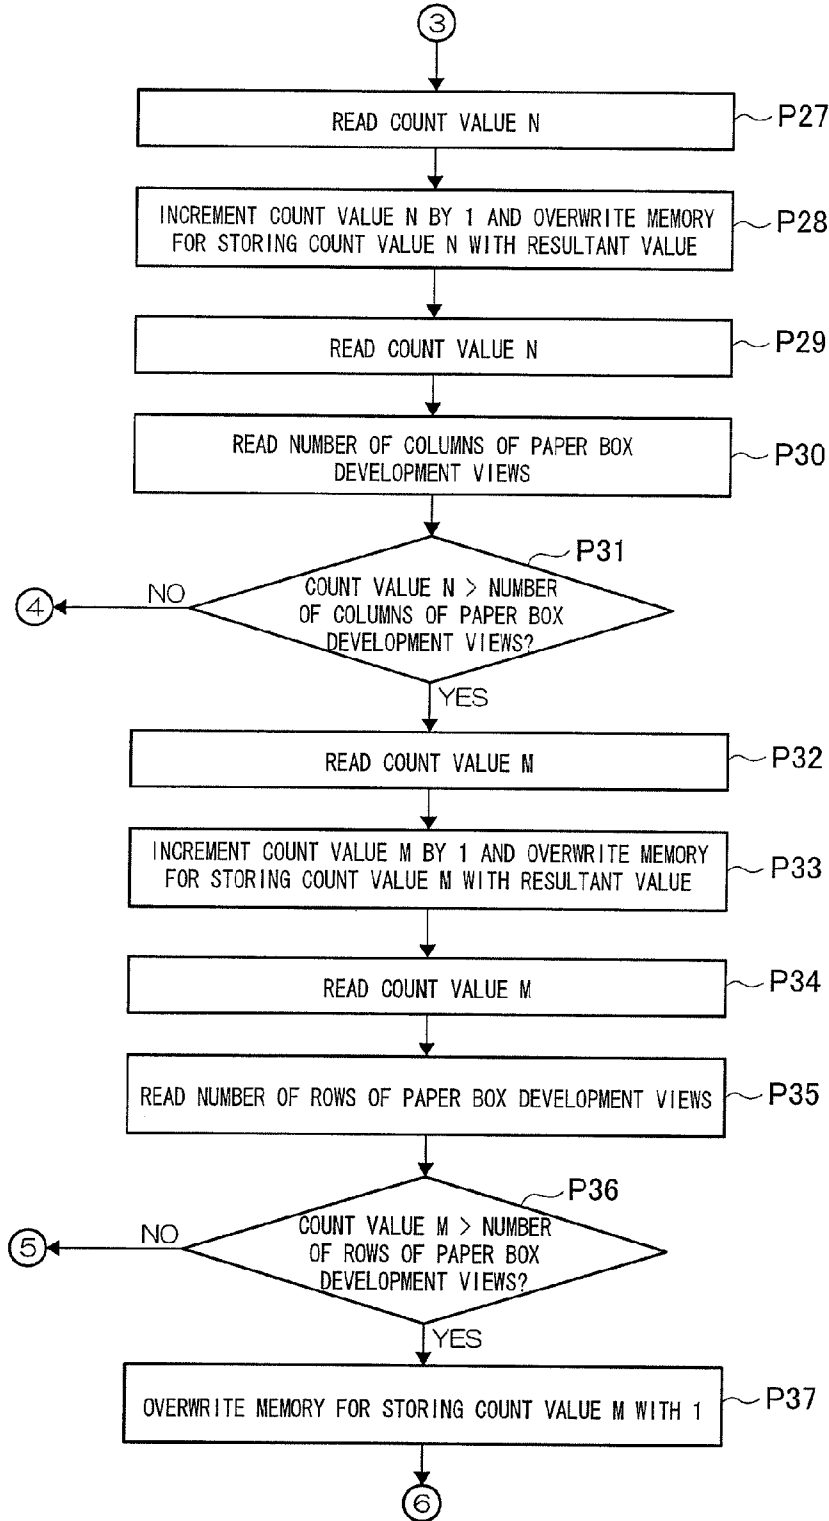 ③
READ COUNT VALUE N
P27
INCREMENT COUNT VALUE N BY 1 AND OVERWRITE MEMORY
FOR STORING COUNT VALUE N WITH RESULTANT VALUE
P28
READ COUNT VALUE N
P29
READ NUMBER OF COLUMNS OF PAPER BOX
DEVELOPMENT VIEWS
P30
P31
COUNT VALUE N > NUMBER
OF COLUMNS OF PAPER BOX
DEVELOPMENT VIEWS?
NO
④
YES
READ COUNT VALUE M
P32
INCREMENT COUNT VALUE M BY 1 AND OVERWRITE MEMORY
FOR STORING COUNT VALUE M WITH RESULTANT VALUE
P33
READ COUNT VALUE M
P34
READ NUMBER OF ROWS OF PAPER BOX DEVELOPMENT VIEWS
P35
P36
COUNT VALUE M > NUMBER
OF ROWS OF PAPER BOX
DEVELOPMENT VIEWS?
NO
⑤
YES
OVERWRITE MEMORY FOR STORING COUNT VALUE M WITH 1
P37
⑥